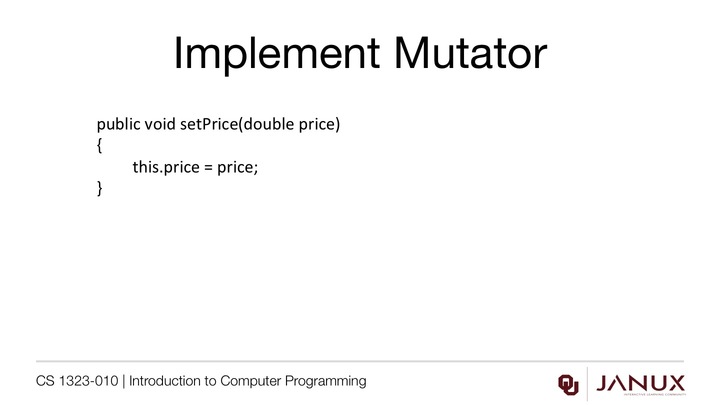 Implement Mutator
public void setPrice(double price)
{
this.price = price;
}
CS 1323-010 | Introduction to Computer Programming
OU
JANUX
INTERACTIVE LEARNING COMMUNITY